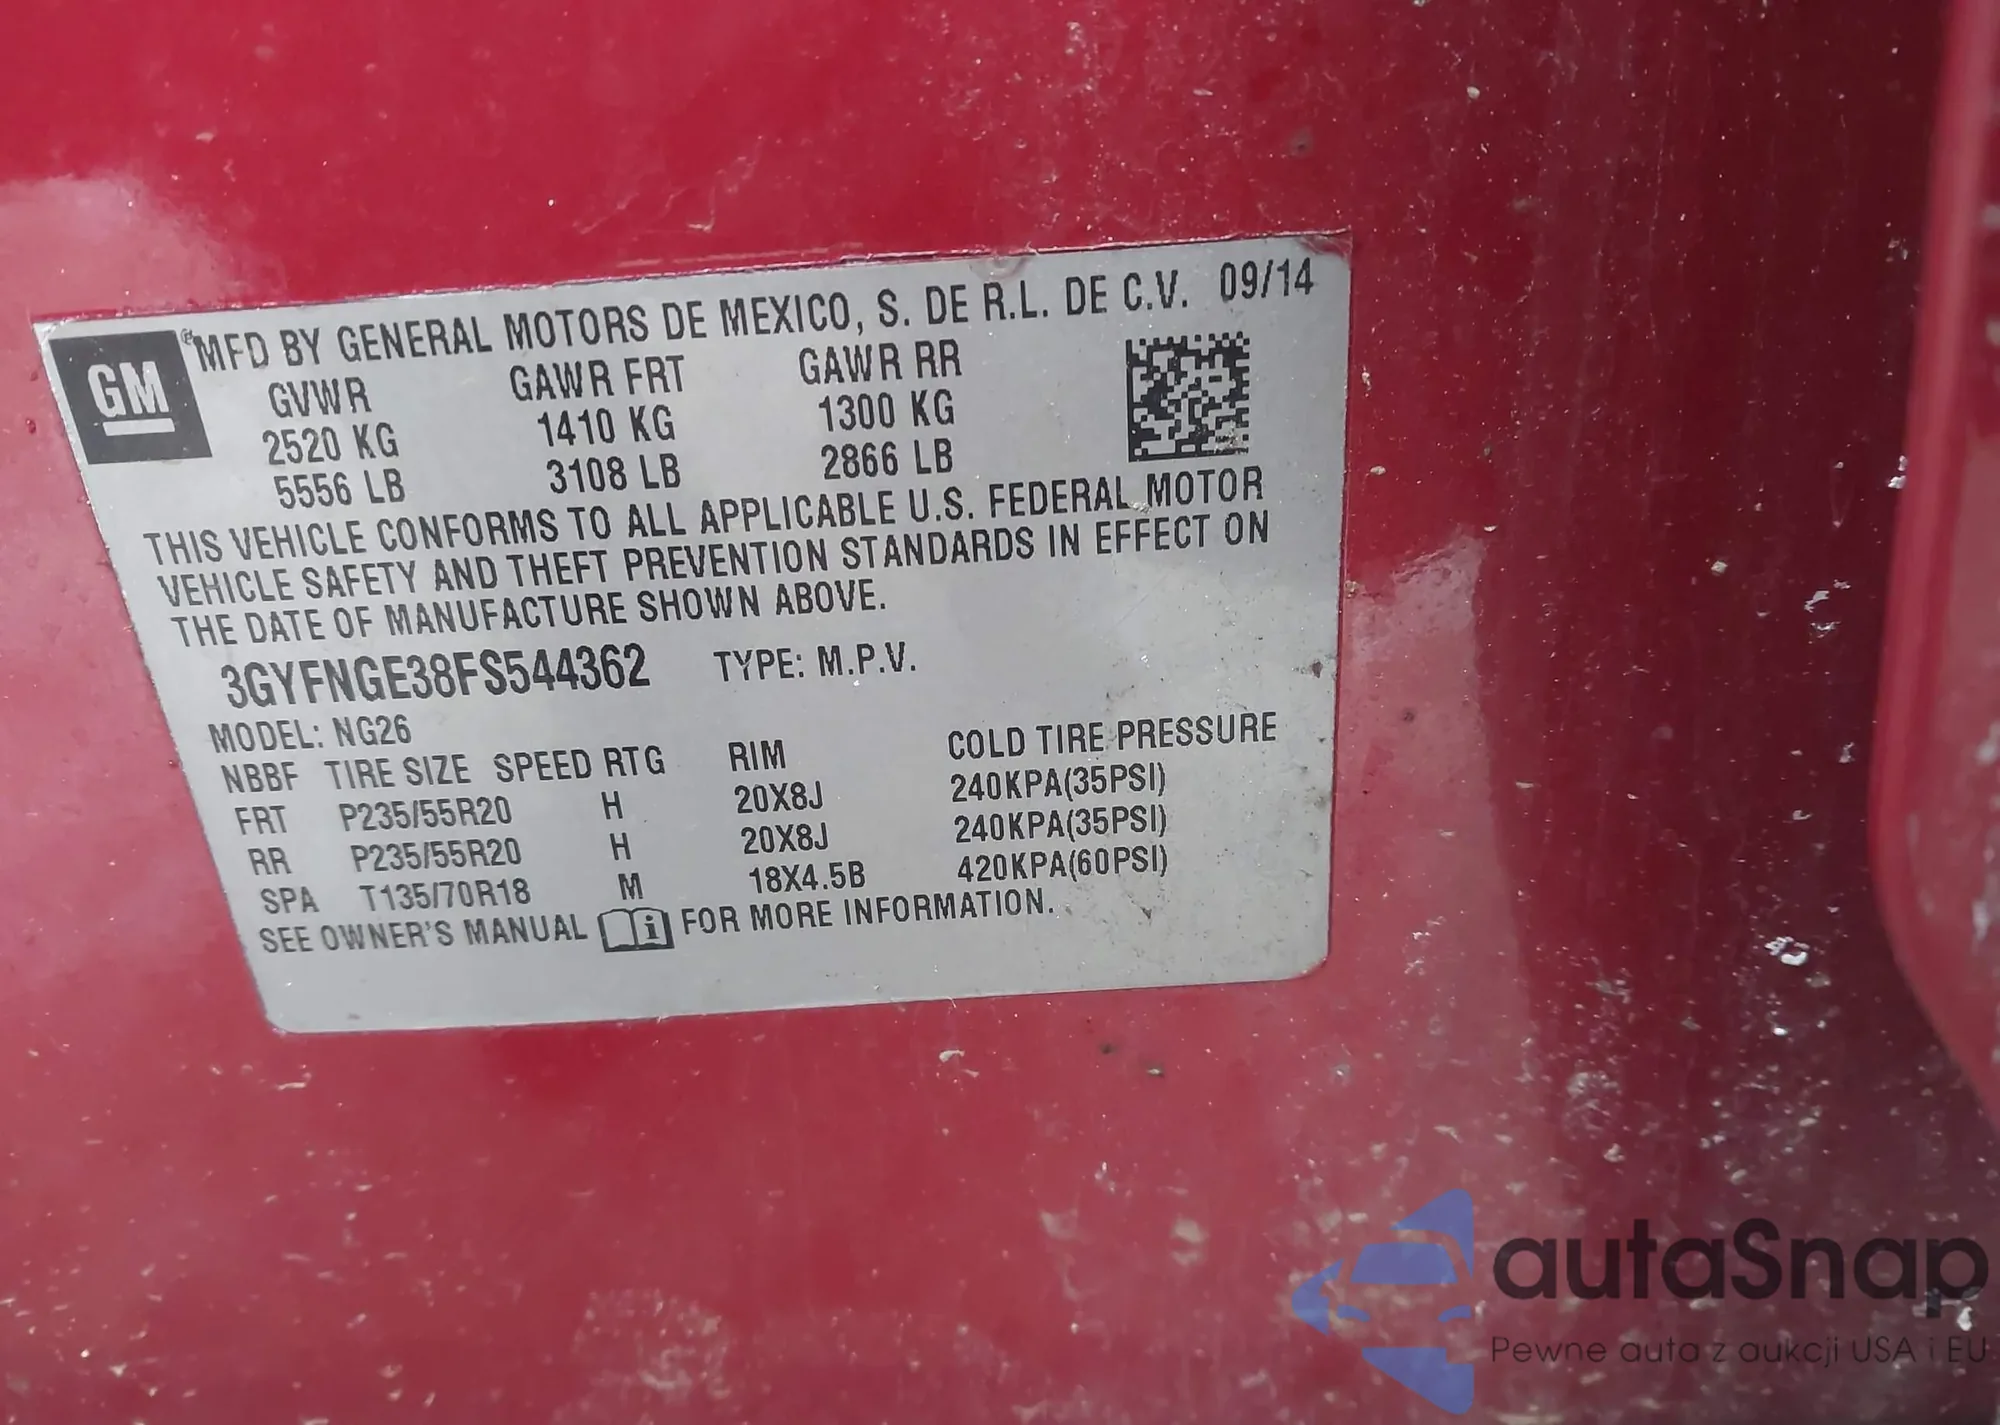 MFD BY GENERAL MOTORS DE MEXICO, S. DE R.L. DE C.V. 09/14
GM
GVWR GAWR FRT GAWR RR
2520 KG 1410 KG 1300 KG
5556 LB 3108 LB 2866 LB
THIS VEHICLE CONFORMS TO ALL APPLICABLE U.S. FEDERAL MOTOR
VEHICLE SAFETY AND THEFT PREVENTION STANDARDS IN EFFECT ON
THE DATE OF MANUFACTURE SHOWN ABOVE.
3GYFNGE38FS544362 TYPE: M.P.V.
MODEL: NG26
NBBF TIRE SIZE SPEED RTG RIM COLD TIRE PRESSURE
FRT P235/55R20 H 20X8J 240KPA(35PSI)
RR P235/55R20 H 20X8J 240KPA(35PSI)
SPA T135/70R18 M 18X4.5B 420KPA(60PSI)
SEE OWNER'S MANUAL i FOR MORE INFORMATION.
autaSnap
Pewne auta z aukcji USA i EU